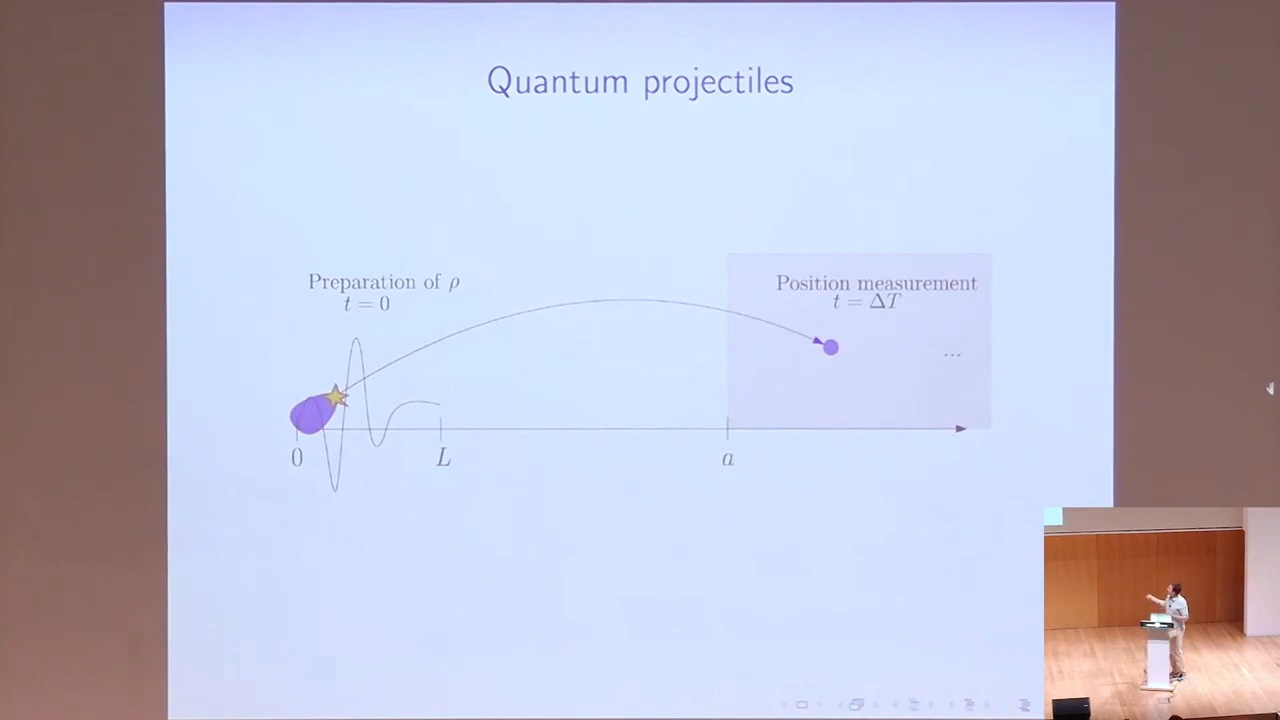 Quantum projectiles
Preparation of ρ
t = 0
Position measurement
t = ΔT
...
0
L
a